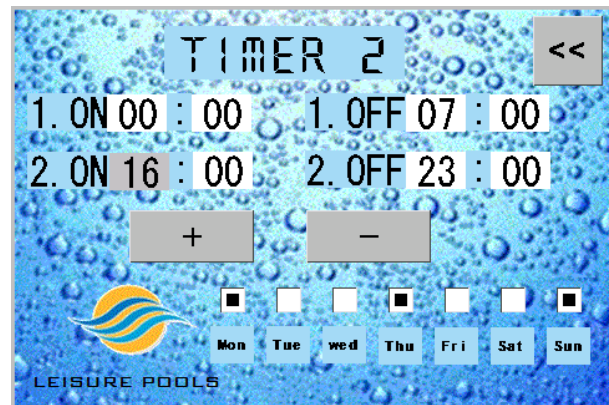 TIMER 2 <<
1. ON 00 : 00 1. OFF 07 : 00
2. ON 16 : 00 2. OFF 23 : 00
+ −
Mon Tue wed Thu Fri Sat Sun
LEISURE POOLS